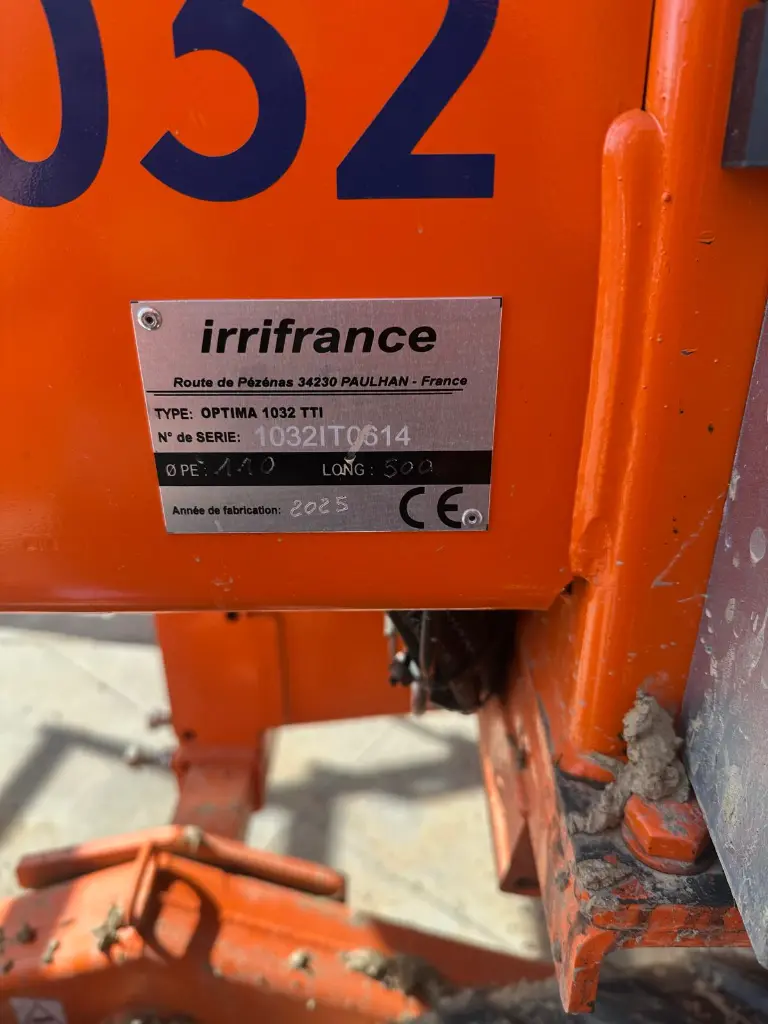 032
irrifrance
Route de Pézénas 34230 PAULHAN - France
TYPE: OPTIMA 1032 TTI
N° de SERIE: 1032IT0614
Ø PE : 110 LONG : 500
Année de fabrication: 2025 CE